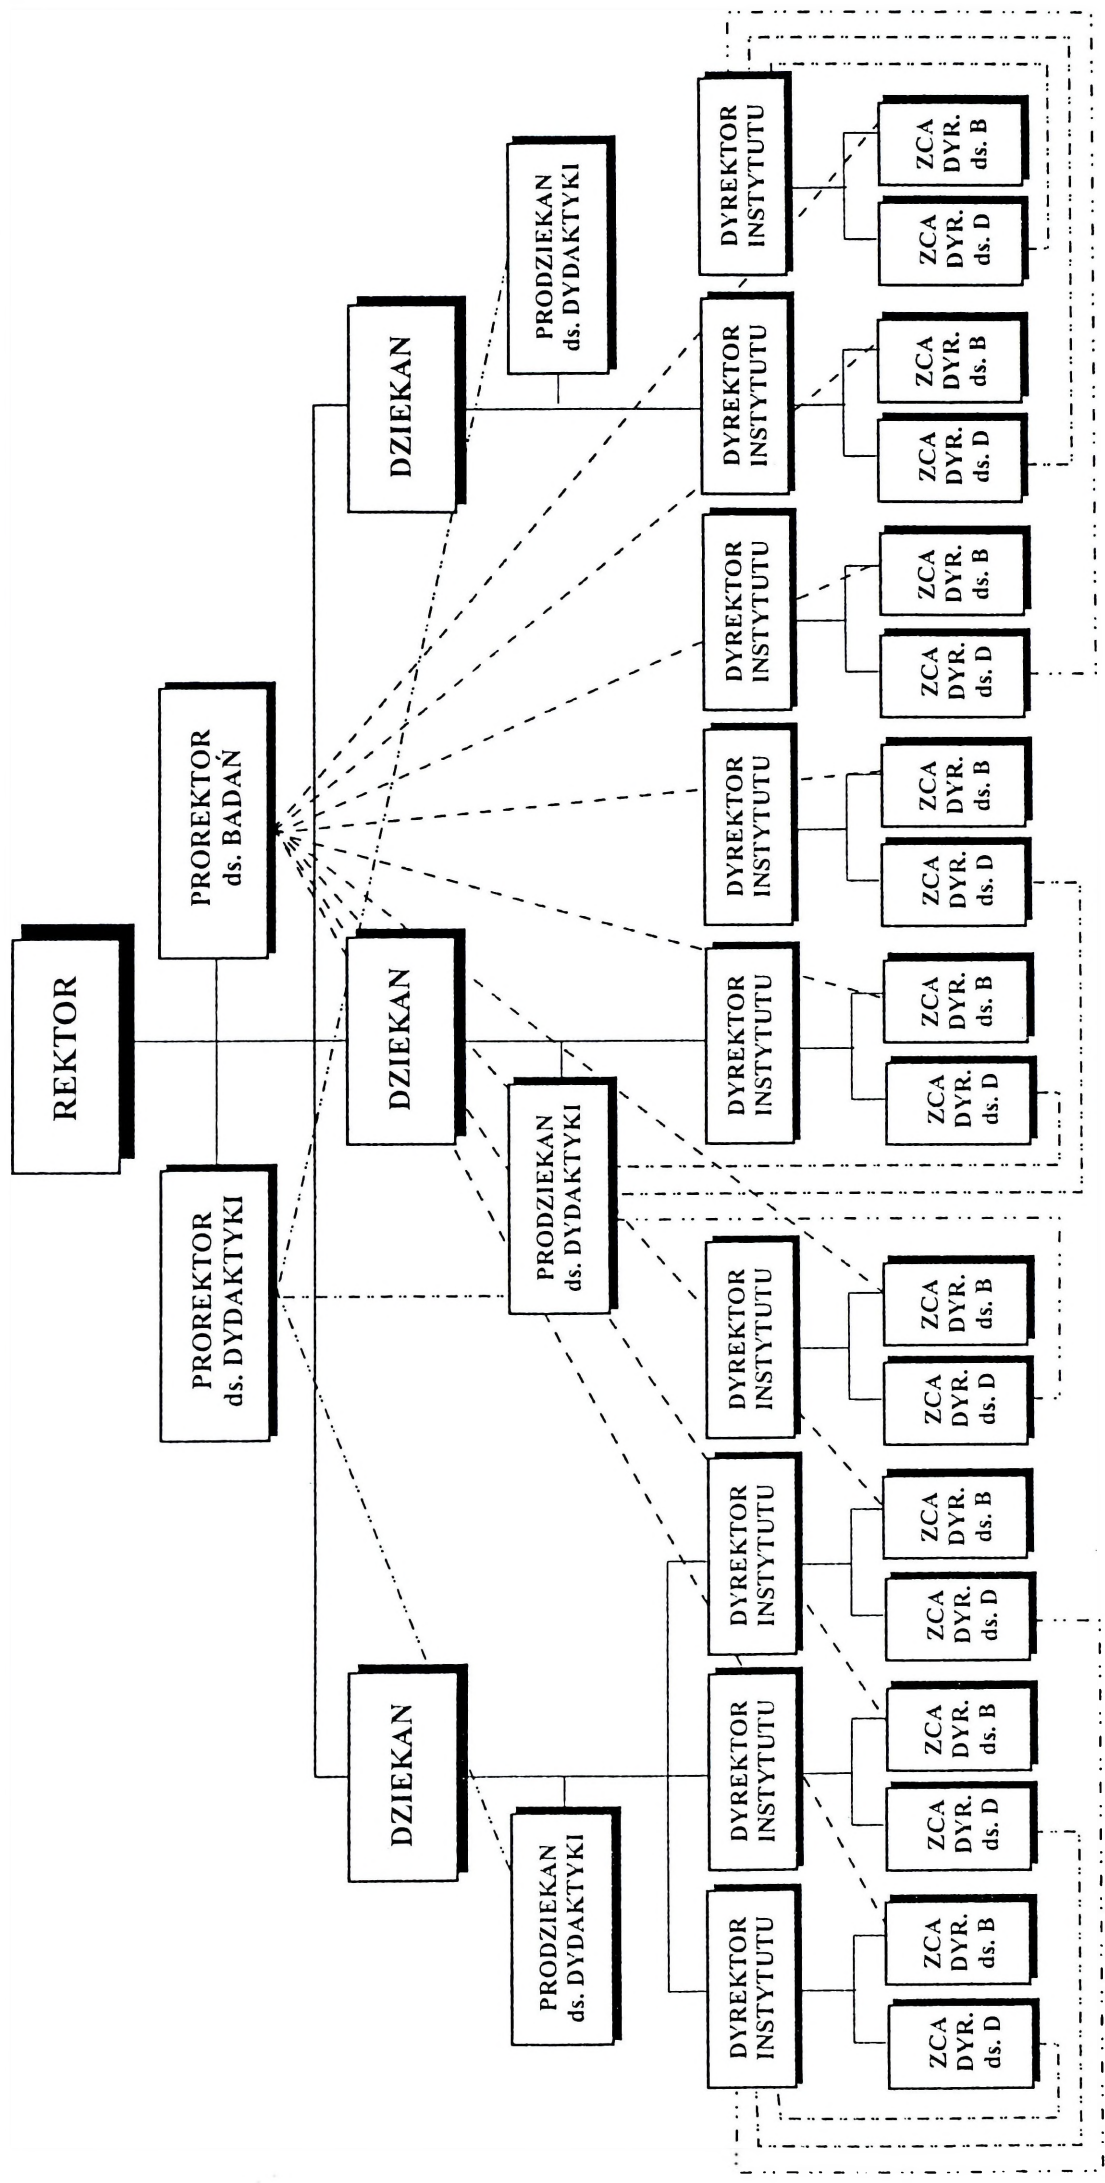 REKTOR
PROREKTOR
ds. DYDAKTYKI
PROREKTOR
ds. BADAŃ
DZIEKAN
DZIEKAN
DZIEKAN
PRODZIEKAN
ds. DYDAKTYKI
PRODZIEKAN
ds. DYDAKTYKI
PRODZIEKAN
ds. DYDAKTYKI
DYREKTOR
INSTYTUTU
DYREKTOR
INSTYTUTU
DYREKTOR
INSTYTUTU
DYREKTOR
INSTYTUTU
DYREKTOR
INSTYTUTU
DYREKTOR
INSTYTUTU
DYREKTOR
INSTYTUTU
DYREKTOR
INSTYTUTU
DYREKTOR
INSTYTUTU
ZCA
DYR.
ds. D
ZCA
DYR.
ds. B
ZCA
DYR.
ds. D
ZCA
DYR.
ds. B
ZCA
DYR.
ds. D
ZCA
DYR.
ds. B
ZCA
DYR.
ds. D
ZCA
DYR.
ds. B
ZCA
DYR.
ds. D
ZCA
DYR.
ds. B
ZCA
DYR.
ds. D
ZCA
DYR.
ds. B
ZCA
DYR.
ds. D
ZCA
DYR.
ds. B
ZCA
DYR.
ds. D
ZCA
DYR.
ds. B
ZCA
DYR.
ds. D
ZCA
DYR.
ds. B